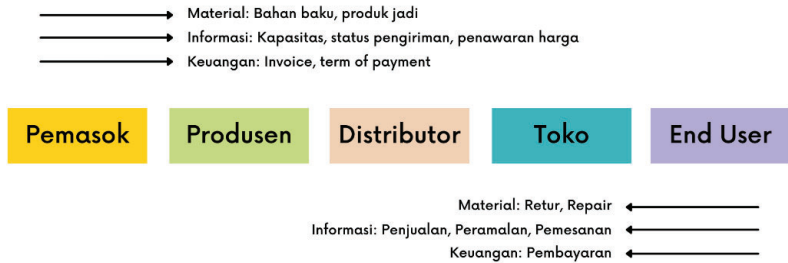 Material: Bahan baku, produk jadi
Informasi: Kapasitas, status pengiriman, penawaran harga
Keuangan: Invoice, term of payment
Pemasok
Produsen
Distributor
Toko
End User
Material: Retur, Repair
Informasi: Penjualan, Peramalan, Pemesanan
Keuangan: Pembayaran